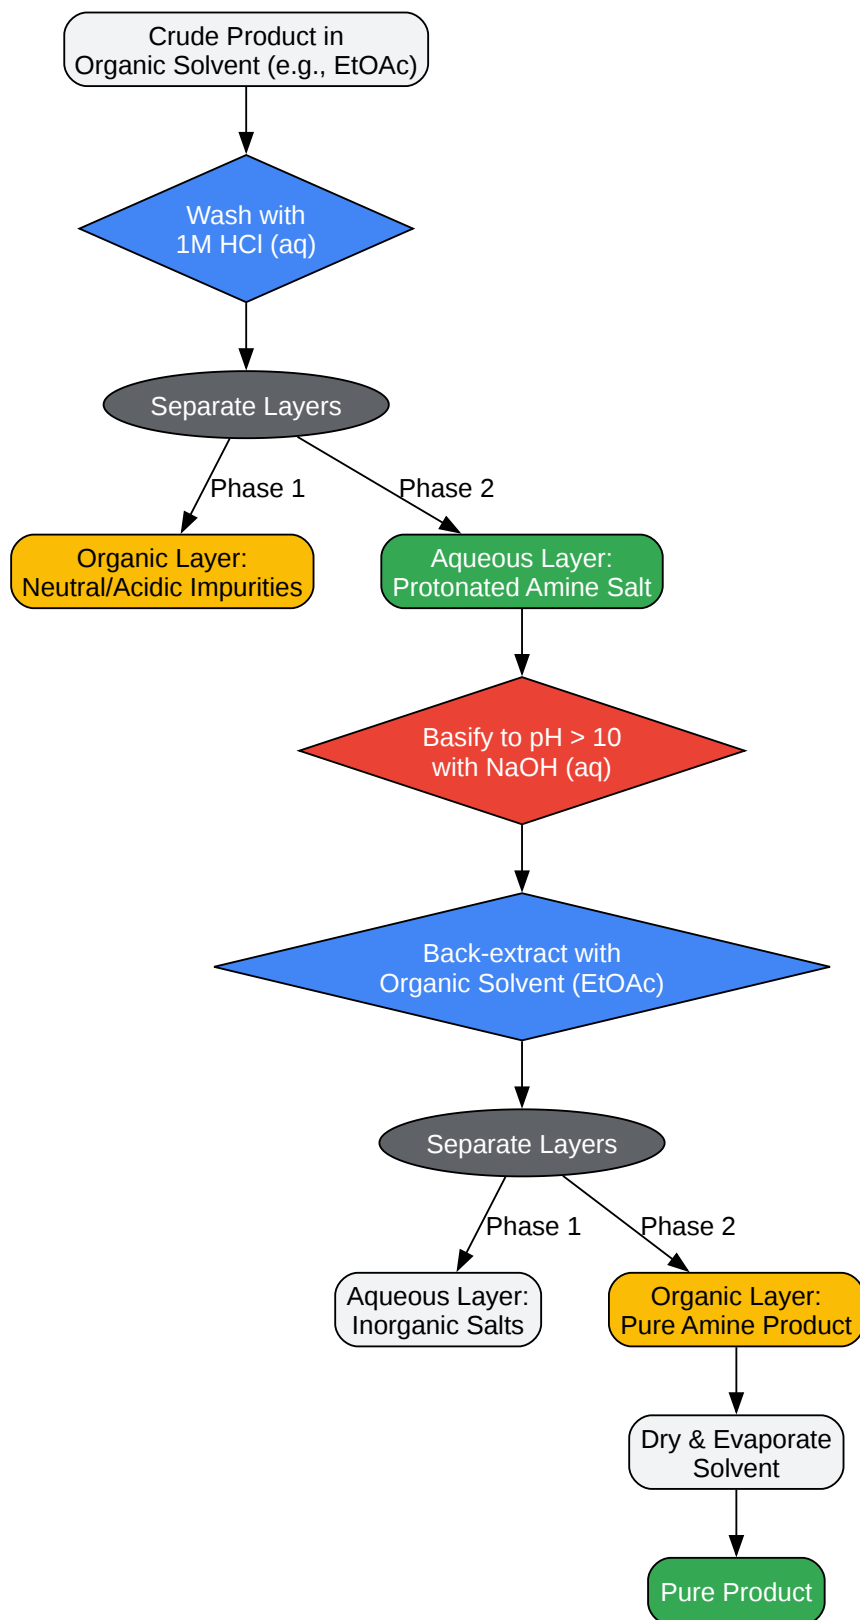 Crude Product in
Organic Solvent (e.g., EtOAc)
Wash with
1M HCl (aq)
Separate Layers
Phase 1
Phase 2
Organic Layer:
Neutral/Acidic Impurities
Aqueous Layer:
Protonated Amine Salt
Basify to pH > 10
with NaOH (aq)
Back-extract with
Organic Solvent (EtOAc)
Separate Layers
Phase 1
Phase 2
Aqueous Layer:
Inorganic Salts
Organic Layer:
Pure Amine Product
Dry & Evaporate
Solvent
Pure Product